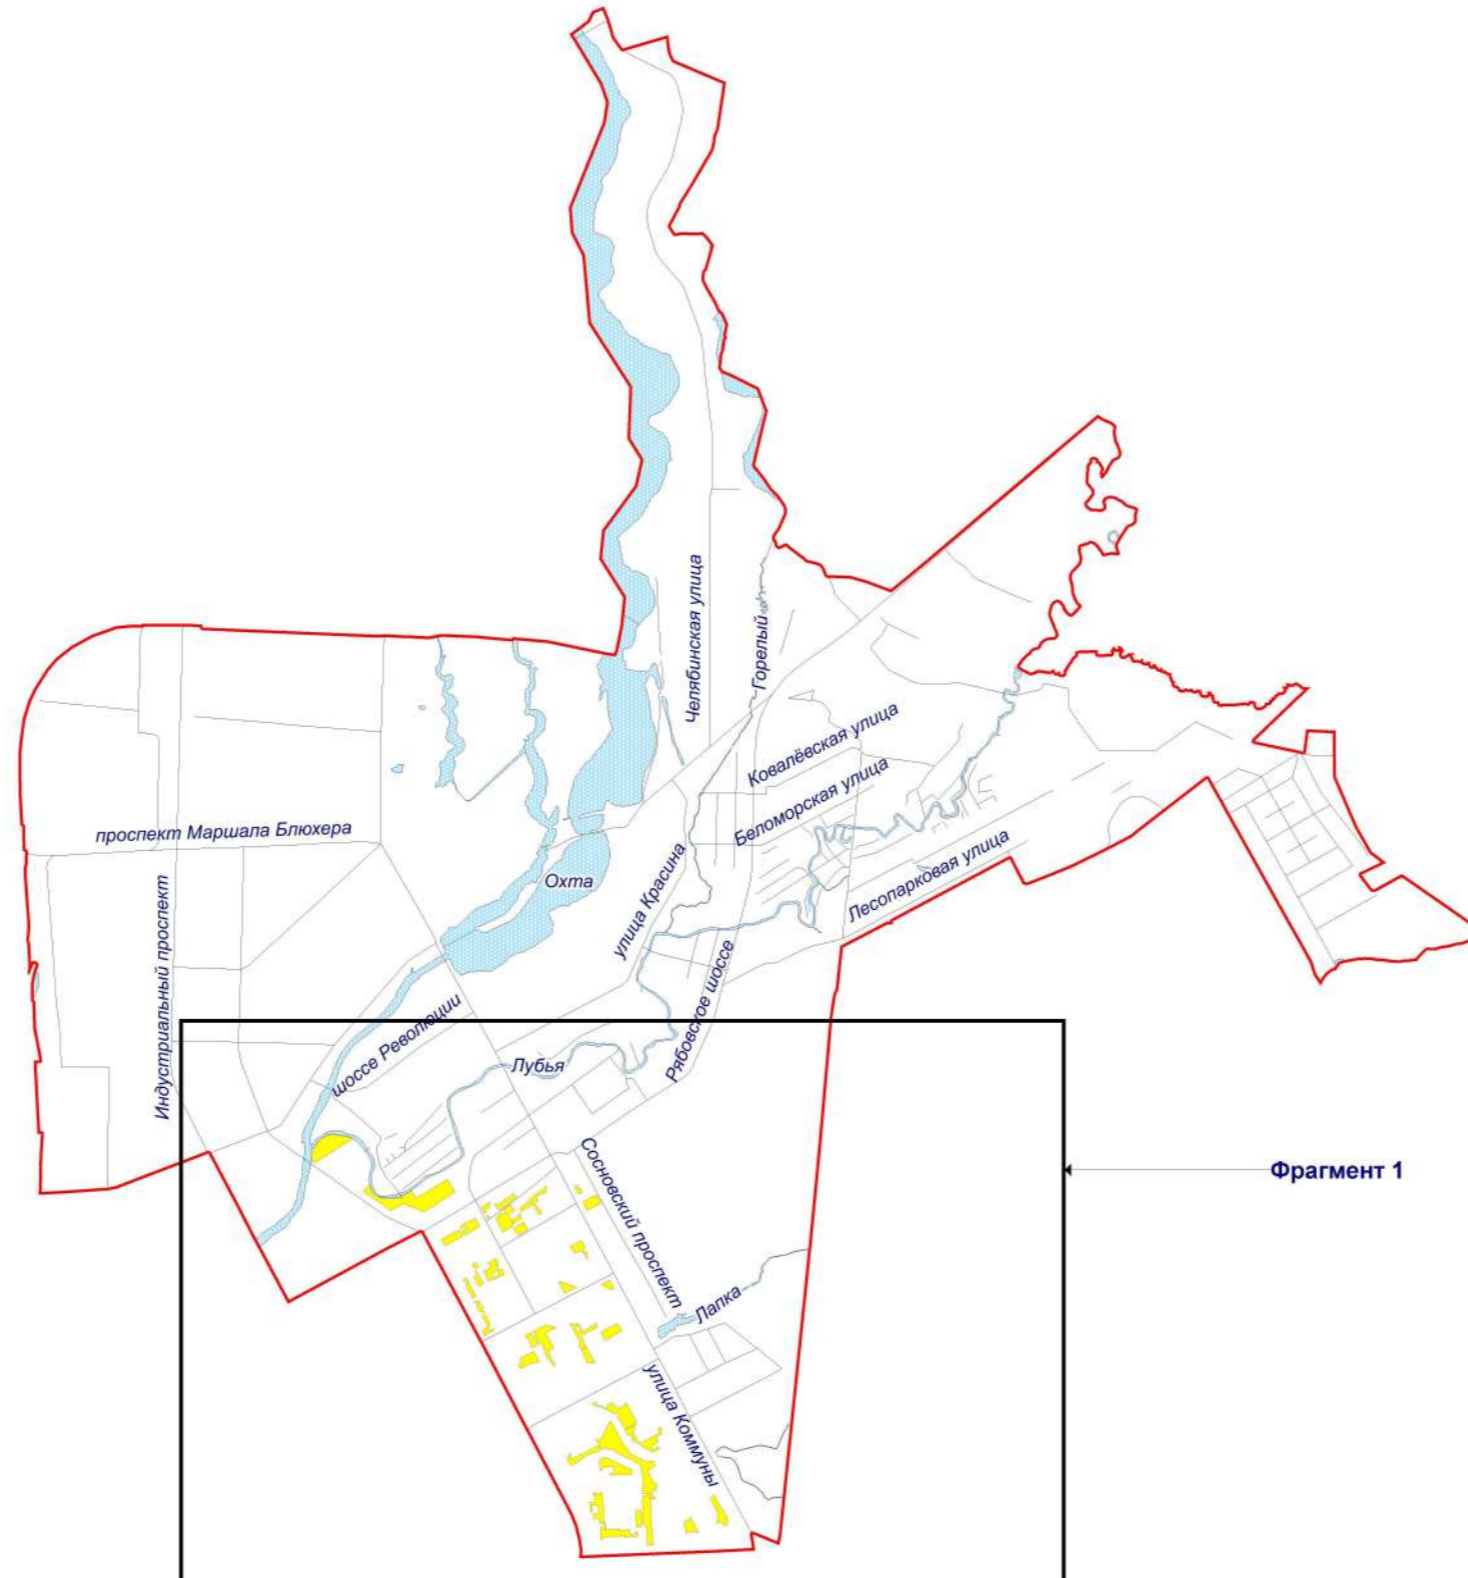 Челябинская улица
Горелый
Ковалёвская улица
Беломорская улица
проспект Маршала Блюхера
Охта
улица Красина
Лесопарковая улица
Индустриальный проспект
Рябовское шоссе
шоссе Революции
Лубья
Сосновский проспект
Фрагмент 1
Лапка
улица Коммуны